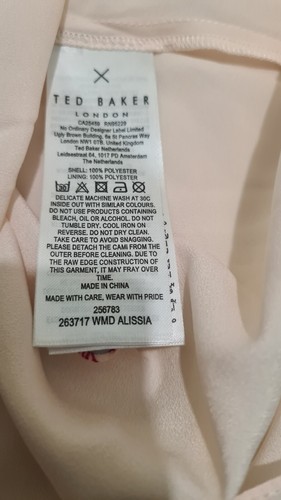 TED BAKER
LONDON
CA25459 RN95229
No Ordinary Designer Label Limited
Ugly Brown Building, 6a St Pancras Way
London NW1 0TB, United Kingdom
Ted Baker Netherlands
Leidsestraat 64, 1017 PD Amsterdam
The Netherlands
SHELL: 100% POLYESTER
LINING: 100% POLYESTER
DELICATE MACHINE WASH AT 30C
INSIDE OUT WITH SIMILAR COLOURS.
DO NOT USE PRODUCTS CONTAINING
BLEACH, OIL OR ALCOHOL. DO NOT
TUMBLE DRY, COOL IRON ON
REVERSE. DO NOT DRY CLEAN.
TAKE CARE TO AVOID SNAGGING.
PLEASE DETACH THE CAMI FROM THE
OUTER BEFORE CLEANING. DUE TO
THE RAW EDGE CONSTRUCTION OF
THIS GARMENT, IT MAY FRAY OVER
TIME.
MADE IN CHINA
MADE WITH CARE, WEAR WITH PRIDE
256783
263717 WMD ALISSIA